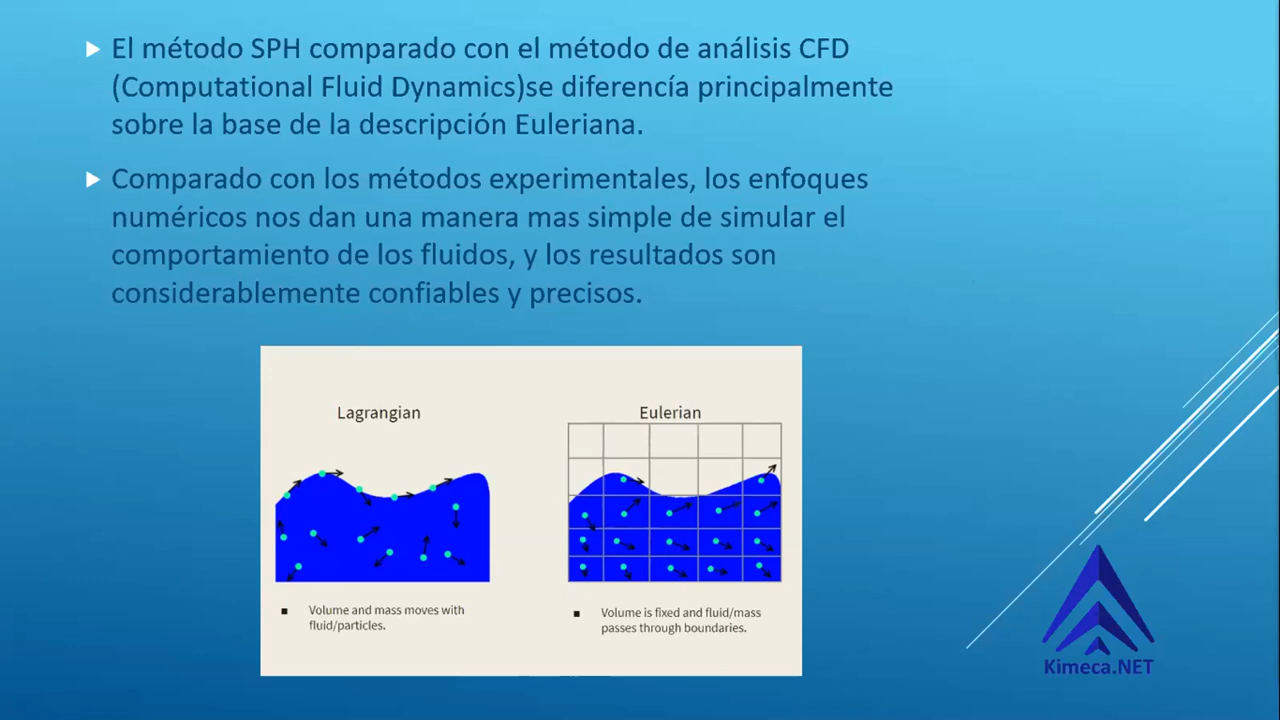 El método SPH comparado con el método de análisis CFD
(Computational Fluid Dynamics)se diferencía principalmente
sobre la base de la descripción Euleriana.
Comparado con los métodos experimentales, los enfoques
numéricos nos dan una manera mas simple de simular el
comportamiento de los fluidos, y los resultados son
considerablemente confiables y precisos.
Lagrangian
Volume and mass moves with
fluid/particles.
Eulerian
Volume is fixed and fluid/mass
passes through boundaries.
Kimeca.NET